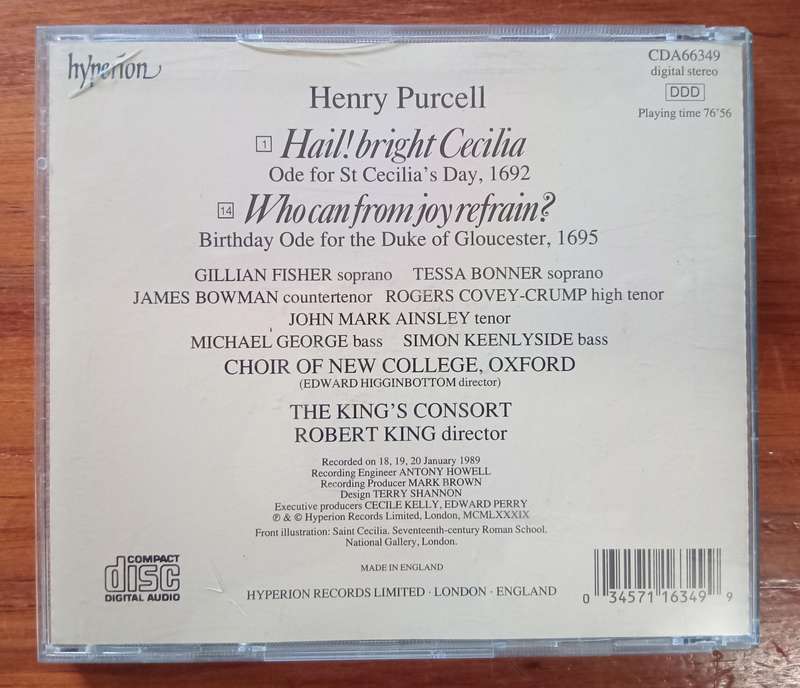 hyperion
CDA66349
digital stereo
DDD
Playing time 76'56
Henry Purcell
1 Hail! bright Cecilia
Ode for St Cecilia's Day, 1692
14 Who can from joy refrain?
Birthday Ode for the Duke of Gloucester, 1695
GILLIAN FISHER soprano TESSA BONNER soprano
JAMES BOWMAN countertenor ROGERS COVEY-CRUMP high tenor
JOHN MARK AINSLEY tenor
MICHAEL GEORGE bass SIMON KEENLYSIDE bass
CHOIR OF NEW COLLEGE, OXFORD
(EDWARD HIGGINBOTTOM director)
THE KING'S CONSORT
ROBERT KING director
Recorded on 18, 19, 20 January 1989
Recording Engineer ANTONY HOWELL
Recording Producer MARK BROWN
Design TERRY SHANNON
Executive producers CECILE KELLY, EDWARD PERRY
℗ & © Hyperion Records Limited, London, MCMLXXXIX
Front illustration: Saint Cecilia. Seventeenth-century Roman School,
National Gallery, London.
MADE IN ENGLAND
COMPACT
disc
DIGITAL AUDIO
HYPERION RECORDS LIMITED · LONDON · ENGLAND
0 34571 16349 9